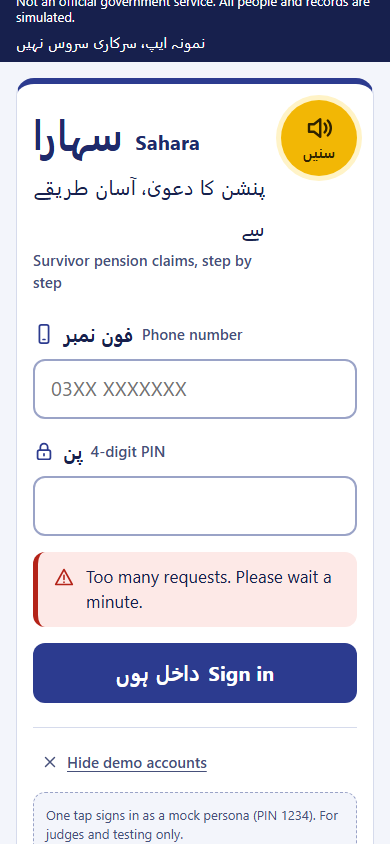 Not an official government service. All people and records are
simulated.
نمونہ ایپ، سرکاری سروس نہیں
سہارا Sahara
سنیں
پنشن کا دعویٰ، آسان طریقے
سے
Survivor pension claims, step by
step
فون نمبر Phone number
03XX XXXXXXX
پن 4-digit PIN
Too many requests. Please wait a
minute.
داخل ہوں Sign in
Hide demo accounts
One tap signs in as a mock persona (PIN 1234). For
judges and testing only.